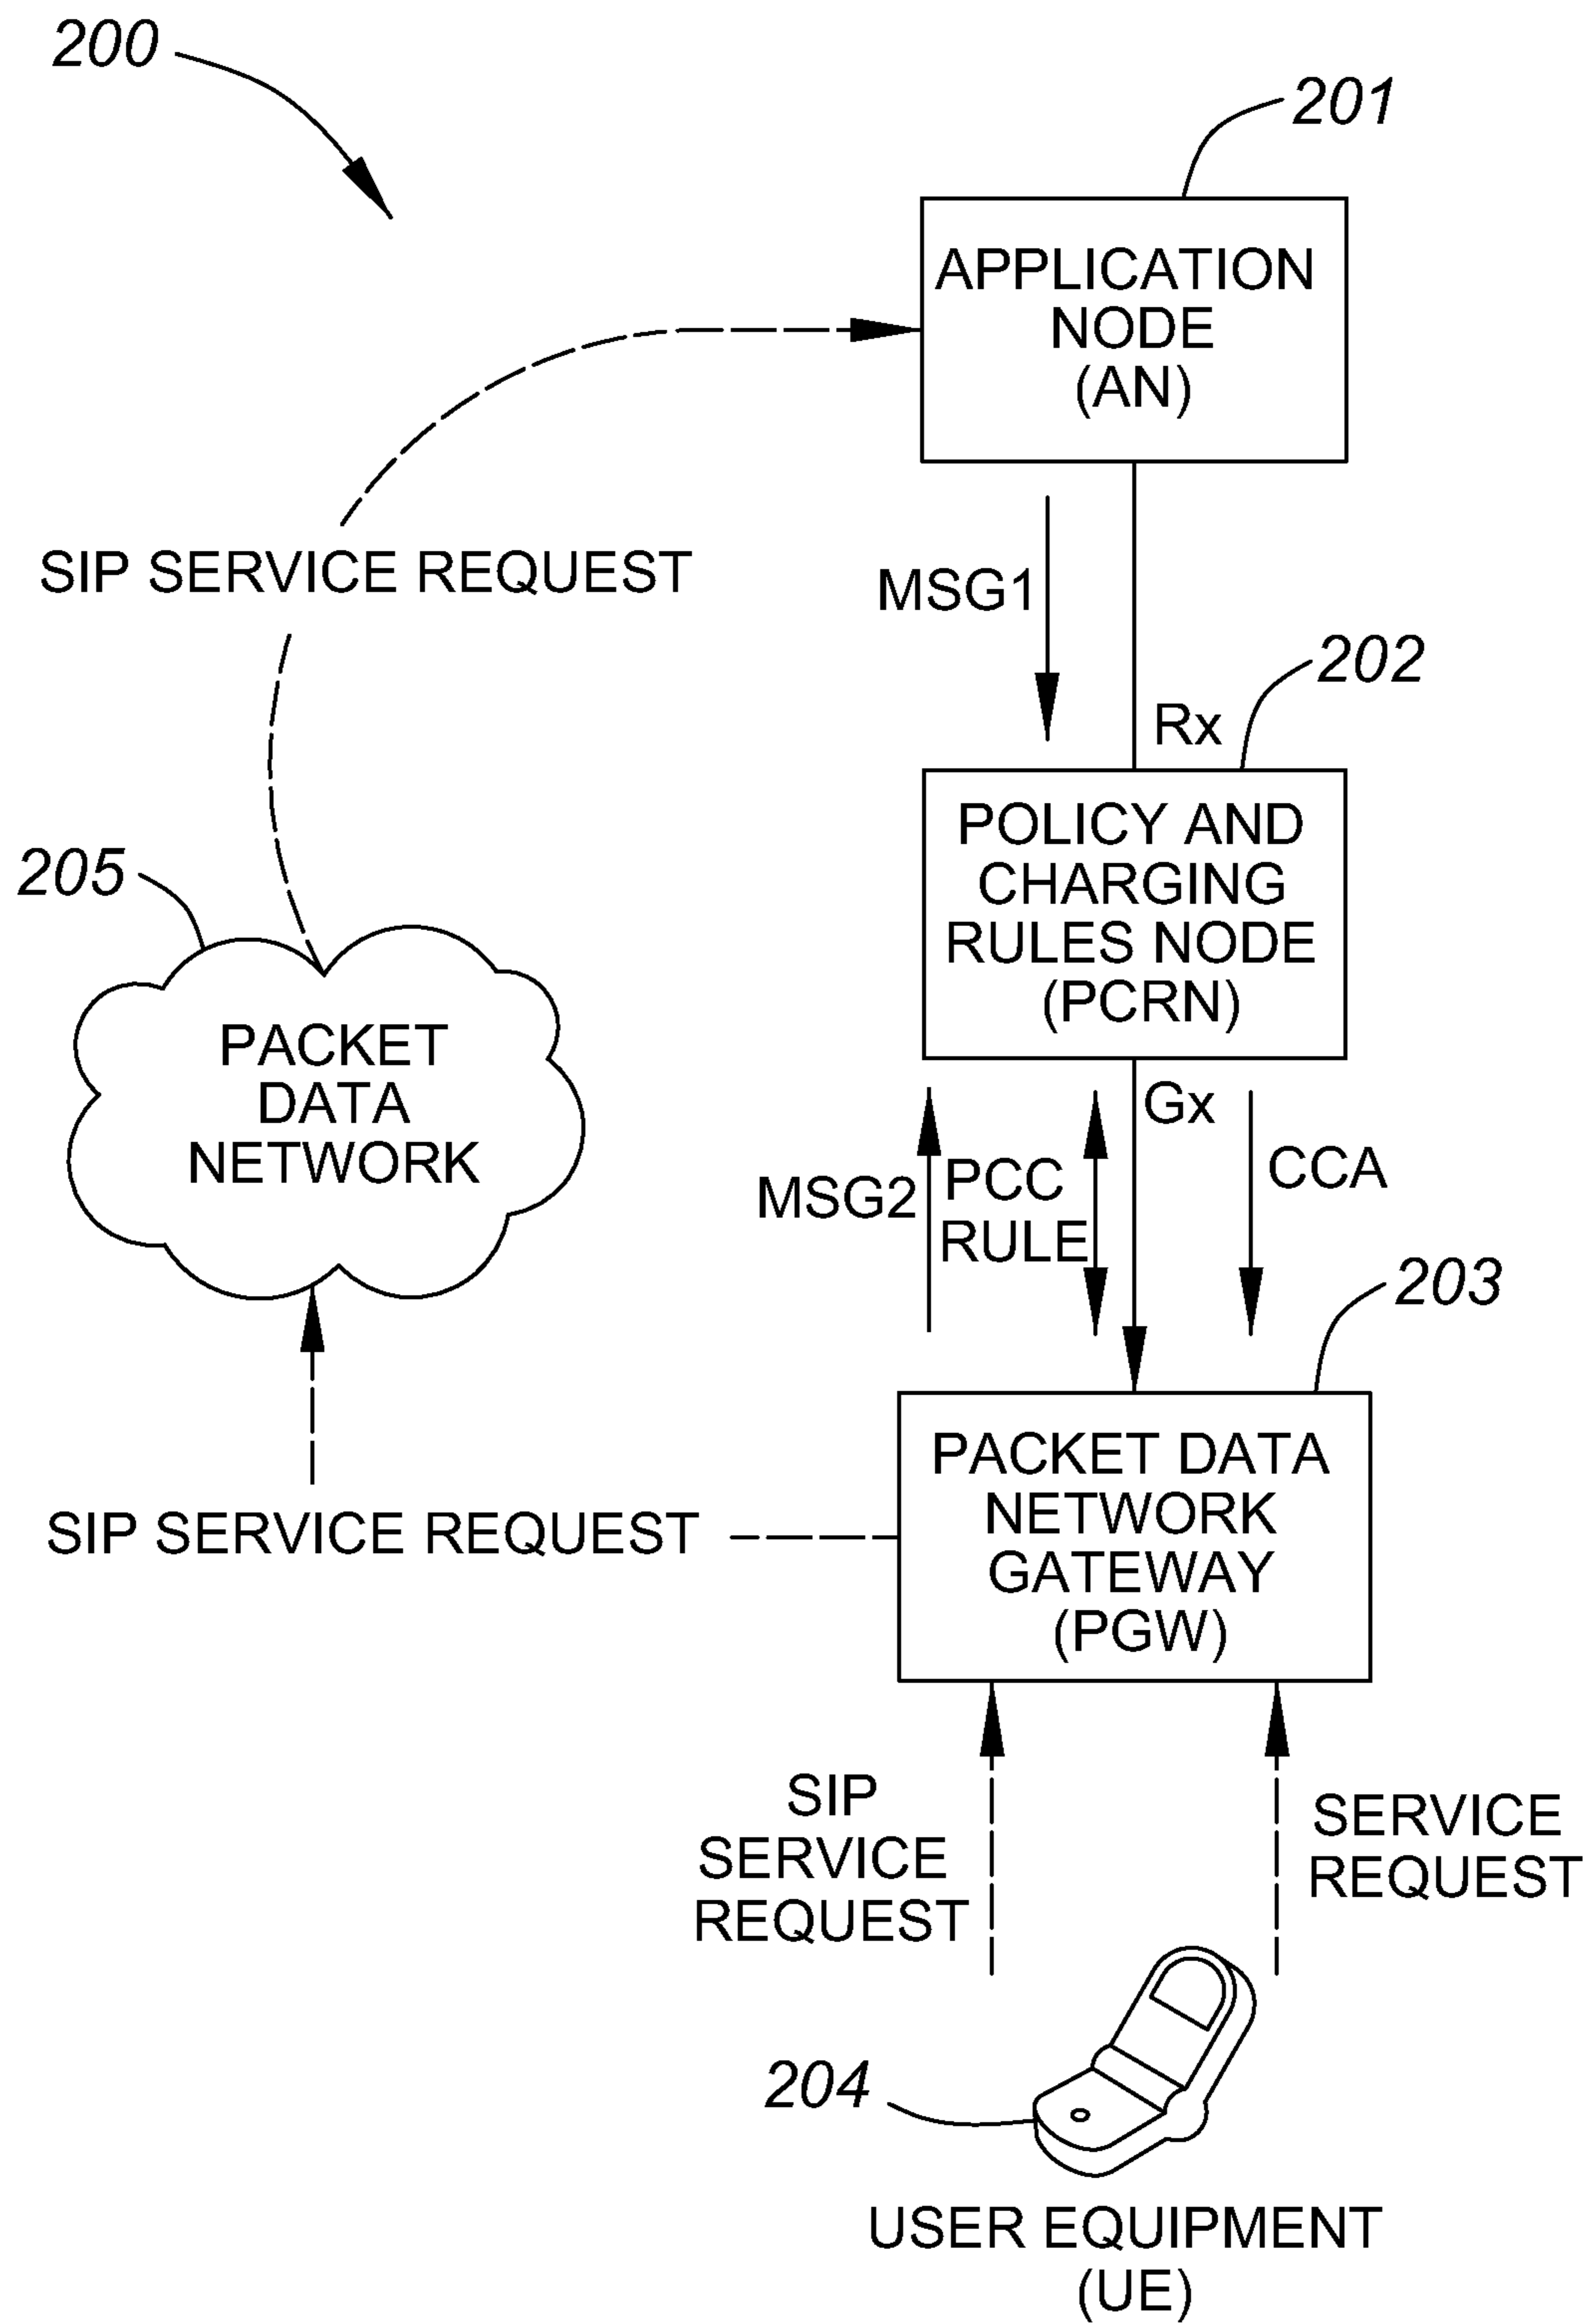 200
201
APPLICATION
NODE
(AN)
SIP SERVICE REQUEST
MSG1
202
Rx
POLICY AND
CHARGING
RULES NODE
(PCRN)
205
PACKET
DATA
NETWORK
Gx
MSG2
PCC
RULE
CCA
203
PACKET DATA
NETWORK
GATEWAY
(PGW)
SIP SERVICE REQUEST
SIP
SERVICE
REQUEST
SERVICE
REQUEST
204
USER EQUIPMENT
(UE)